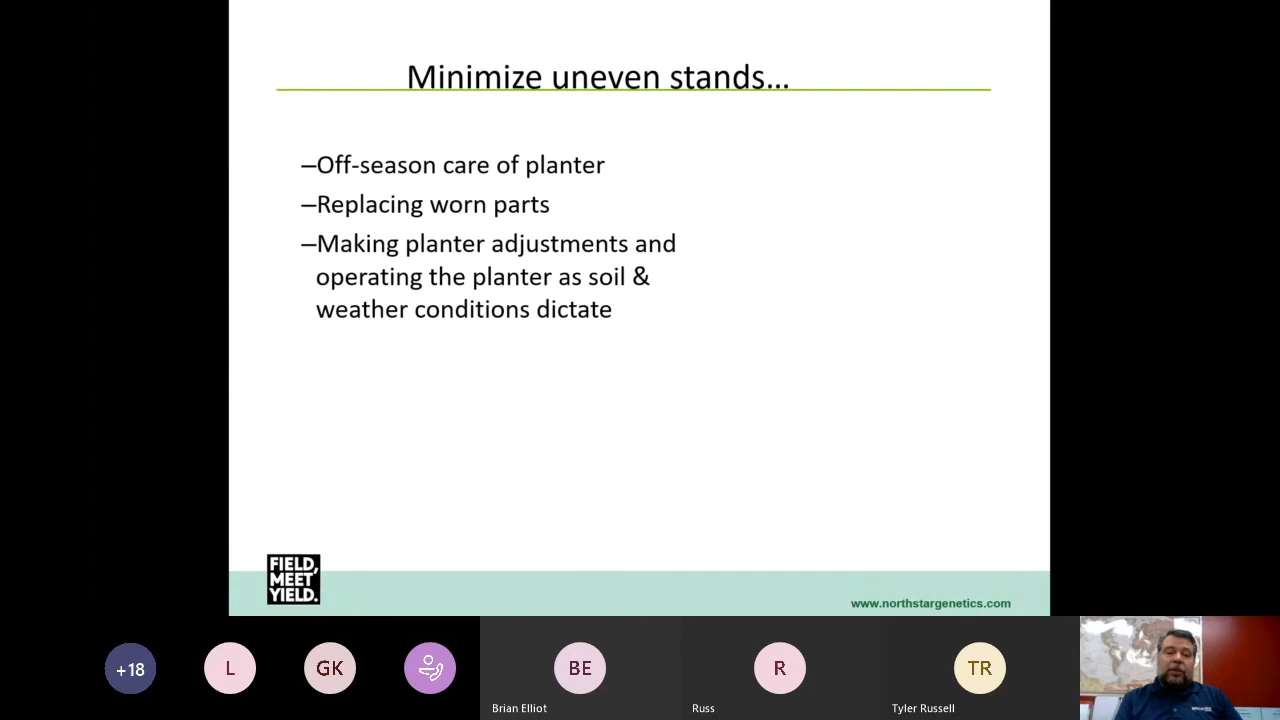 Minimize uneven stands...
–Off-season care of planter
–Replacing worn parts
–Making planter adjustments and
operating the planter as soil &
weather conditions dictate
FIELD,
MEET
YIELD.
www.northstargenetics.com
+18
L
GK
BE
R
TR
Brian Elliot
Russ
Tyler Russell